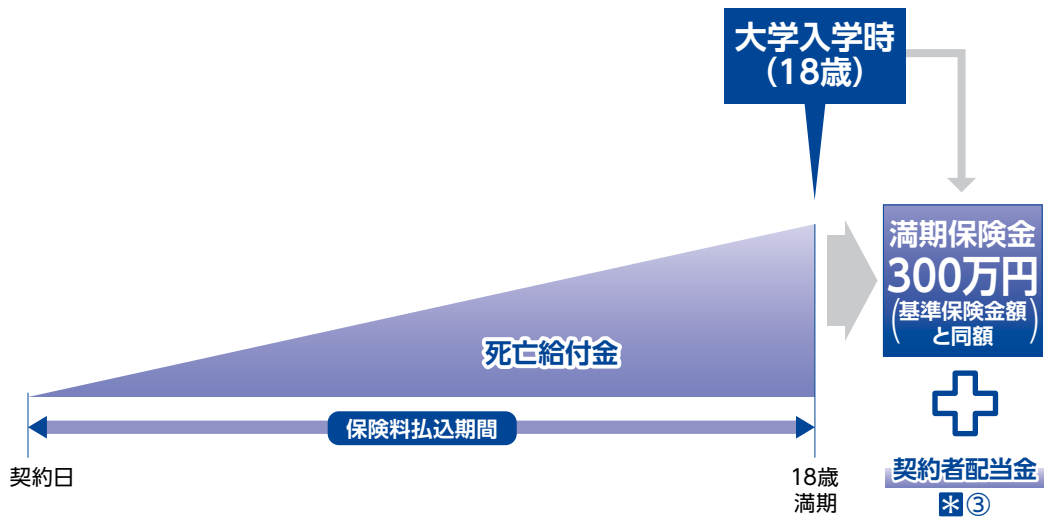 大学入学時
（18歳）
満期保険金
300万円
（基準保険金額
と同額）
死亡給付金
保険料払込期間
契約日
18歳
満期
契約者配当金
*③